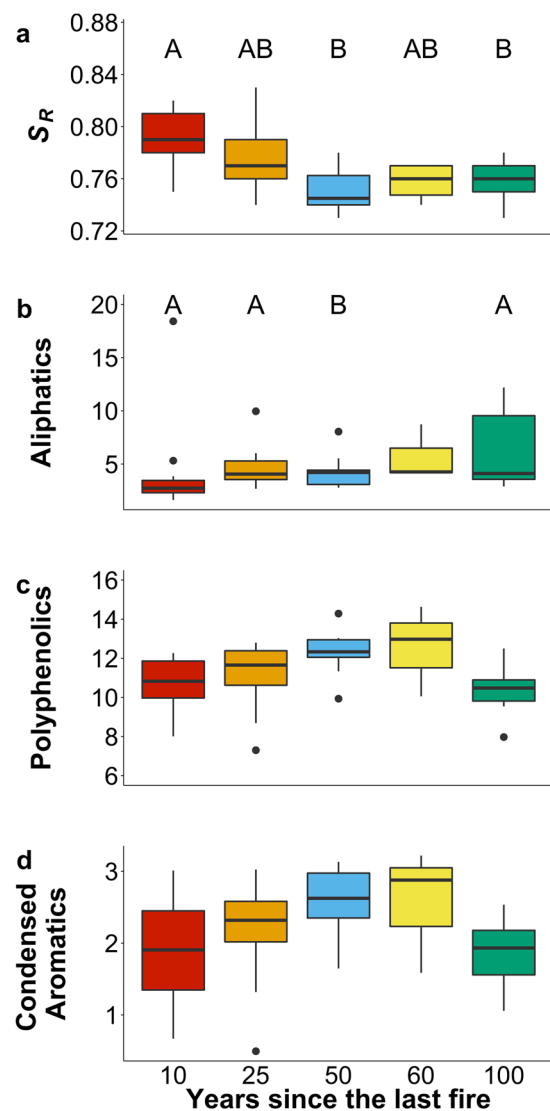 a
0.88
A AB B AB B
0.84
0.80
0.76
0.72
SR
b
20
A A B A
15
10
5
Aliphatics
c
16
14
12
10
8
6
Polyphenolics
d
3
2
1
Condensed
Aromatics
10 25 50 60 100
Years since the last fire